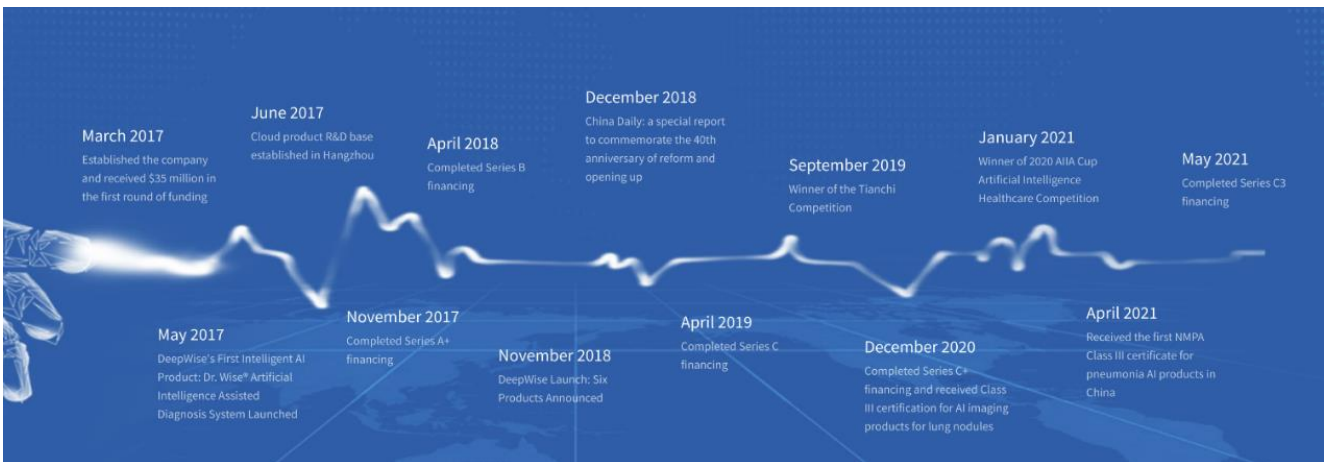 March 2017
Established the company
and received $35 million in
the first round of funding
May 2017
DeepWise's First Intelligent AI
Product: Dr. Wise® Artificial
Intelligence Assisted
Diagnosis System Launched
June 2017
Cloud product R&D base
established in Hangzhou
November 2017
Completed Series A+
financing
April 2018
Completed Series B
financing
November 2018
DeepWise Launch: Six
Products Announced
December 2018
China Daily: a special report
to commemorate the 40th
anniversary of reform and
opening up
April 2019
Completed Series C
financing
September 2019
Winner of the Tianchi
Competition
December 2020
Completed Series C+
financing and received Class
III certification for AI imaging
products for lung nodules
January 2021
Winner of 2020 AIIA Cup
Artificial Intelligence
Healthcare Competition
April 2021
Received the first NMPA
Class III certificate for
pneumonia AI products in
China
May 2021
Completed Series C3
financing